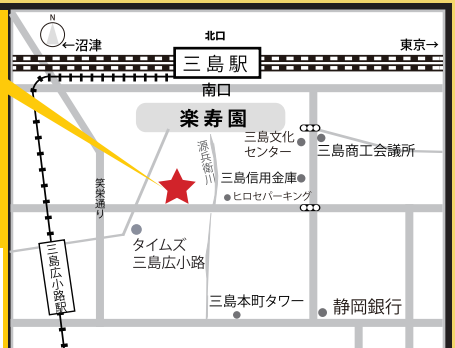 N
北口
←沼津
東京→
三島駅
南口
楽寿園
源兵衛川
三島文化
センター
三島商工会議所
三島信用金庫
ヒロセパーキング
笑栄通り
タイムズ
三島広小路
三島広小路駅
三島本町タワー
静岡銀行